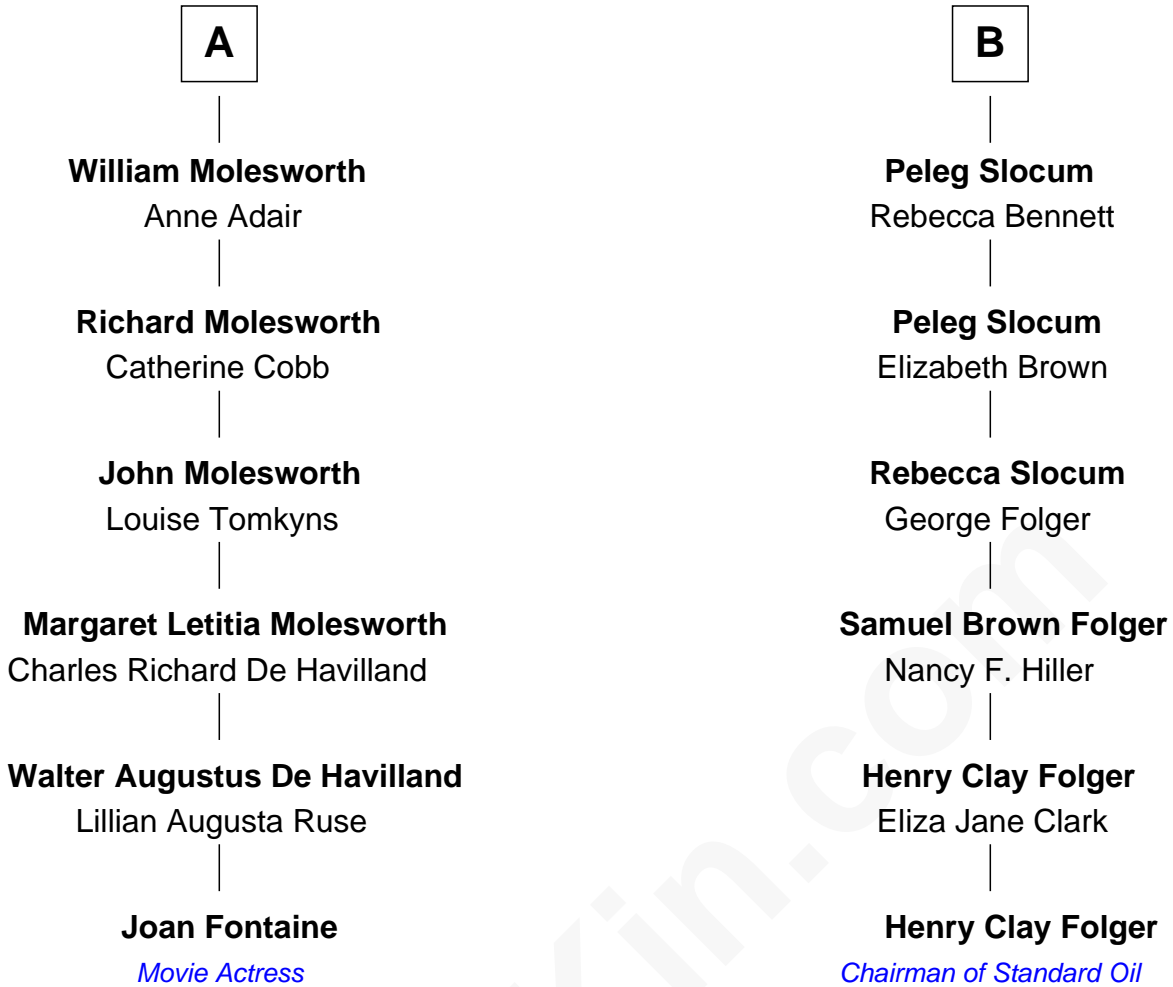 A
William Molesworth
Anne Adair
Richard Molesworth
Catherine Cobb
John Molesworth
Louise Tomkyns
Margaret Letitia Molesworth
Charles Richard De Havilland
Walter Augustus De Havilland
Lillian Augusta Ruse
Joan Fontaine
Movie Actress
B
Peleg Slocum
Rebecca Bennett
Peleg Slocum
Elizabeth Brown
Rebecca Slocum
George Folger
Samuel Brown Folger
Nancy F. Hiller
Henry Clay Folger
Eliza Jane Clark
Henry Clay Folger
Chairman of Standard Oil
Kin.com